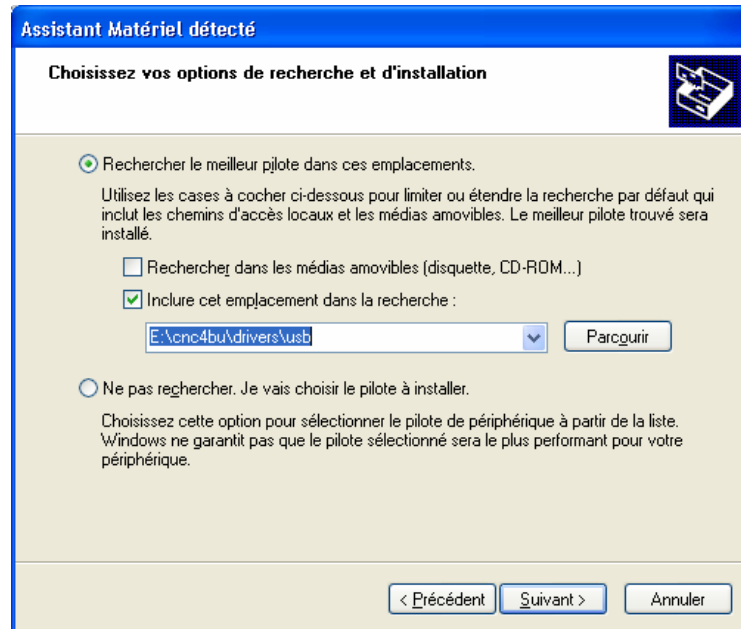 Assistant Matériel détecté
Choisissez vos options de recherche et d'installation
Rechercher le meilleur pilote dans ces emplacements.
Utilisez les cases à cocher ci-dessous pour limiter ou étendre la recherche par défaut qui
inclut les chemins d'accès locaux et les médias amovibles. Le meilleur pilote trouvé sera
installé.
Rechercher dans les médias amovibles (disquette, CD-ROM...)
Inclure cet emplacement dans la recherche :
E:\cnc4bu\drivers\usb
Parcourir
Ne pas rechercher. Je vais choisir le pilote à installer.
Choisissez cette option pour sélectionner le pilote de périphérique à partir de la liste.
Windows ne garantit pas que le pilote sélectionné sera le plus performant pour votre
périphérique.
< Précédent Suivant > Annuler